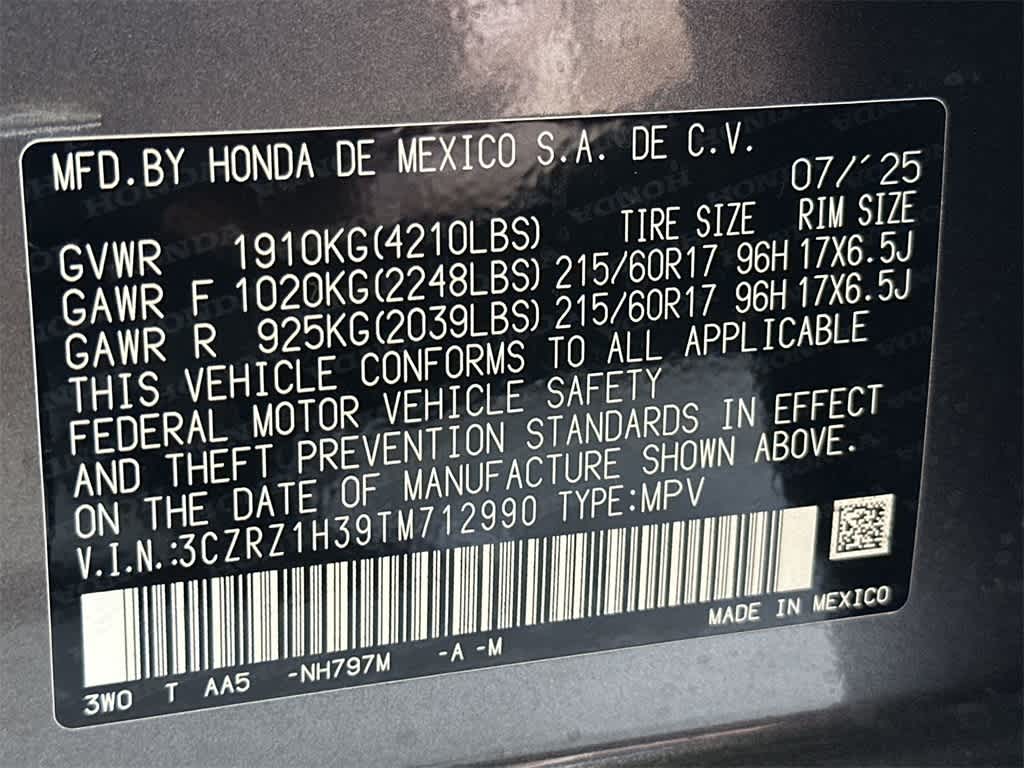 MFD.BY HONDA DE MEXICO S.A. DE C.V.
07/´25
GVWR 1910KG(4210LBS) TIRE SIZE RIM SIZE
GAWR F 1020KG(2248LBS) 215/60R17 96H 17X6.5J
GAWR R 925KG(2039LBS) 215/60R17 96H 17X6.5J
THIS VEHICLE CONFORMS TO ALL APPLICABLE
FEDERAL MOTOR VEHICLE SAFETY
AND THEFT PREVENTION STANDARDS IN EFFECT
ON THE DATE OF MANUFACTURE SHOWN ABOVE.
V.I.N.:3CZRZ1H39TM712990 TYPE:MPV
MADE IN MEXICO
3WO T AA5 -NH797M -A -M